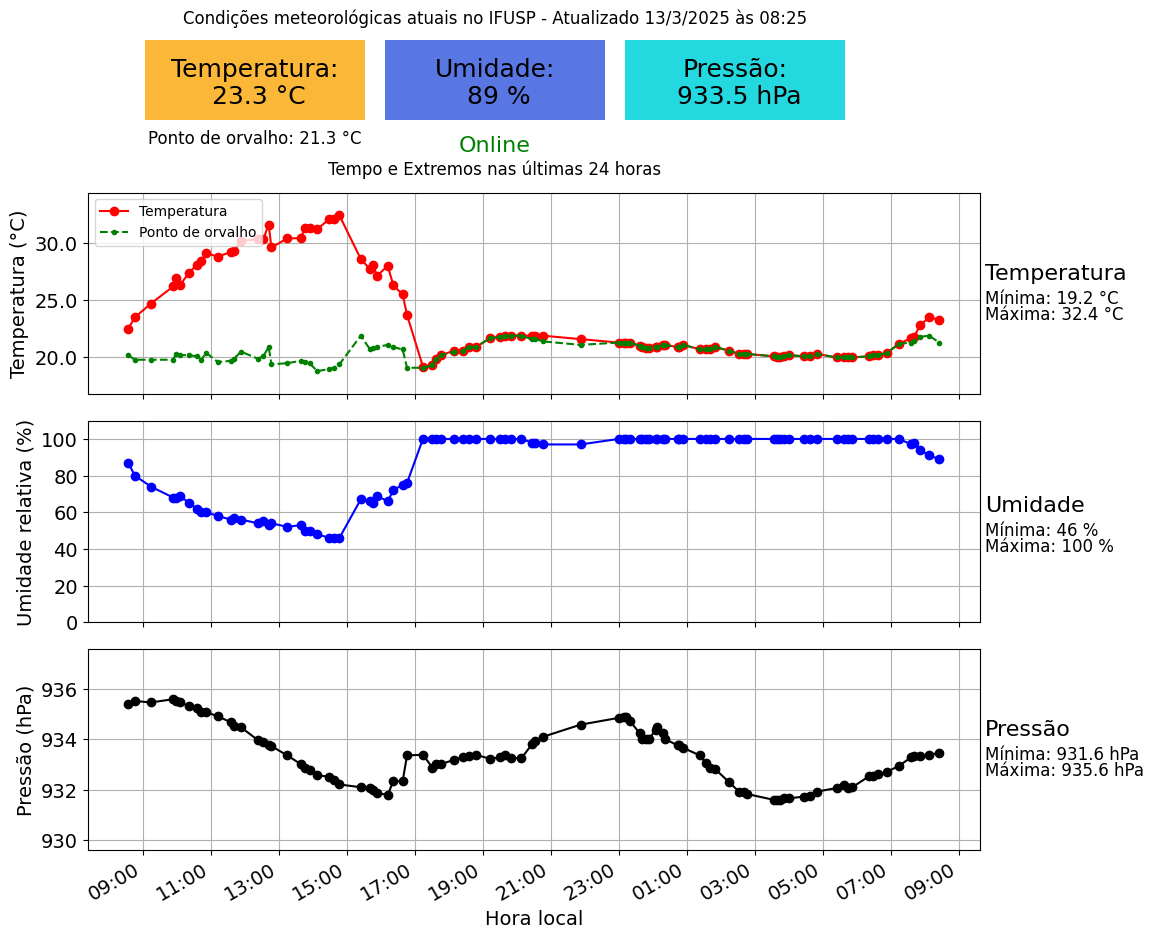 Condições meteorológicas atuais no IFUSP - Atualizado 13/3/2025 às 08:25
Temperatura:
23.3 °C
Umidade:
89 %
Pressão:
933.5 hPa
Ponto de orvalho: 21.3 °C
Online
Tempo e Extremos nas últimas 24 horas
Temperatura (°C)
30.0
25.0
20.0
Temperatura
Ponto de orvalho
Temperatura
Mínima: 19.2 °C
Máxima: 32.4 °C
Umidade relativa (%)
100
80
60
40
20
0
Umidade
Mínima: 46 %
Máxima: 100 %
Pressão (hPa)
936
934
932
930
Pressão
Mínima: 931.6 hPa
Máxima: 935.6 hPa
09:00 11:00 13:00 15:00 17:00 19:00 21:00 23:00 01:00 03:00 05:00 07:00 09:00
Hora local